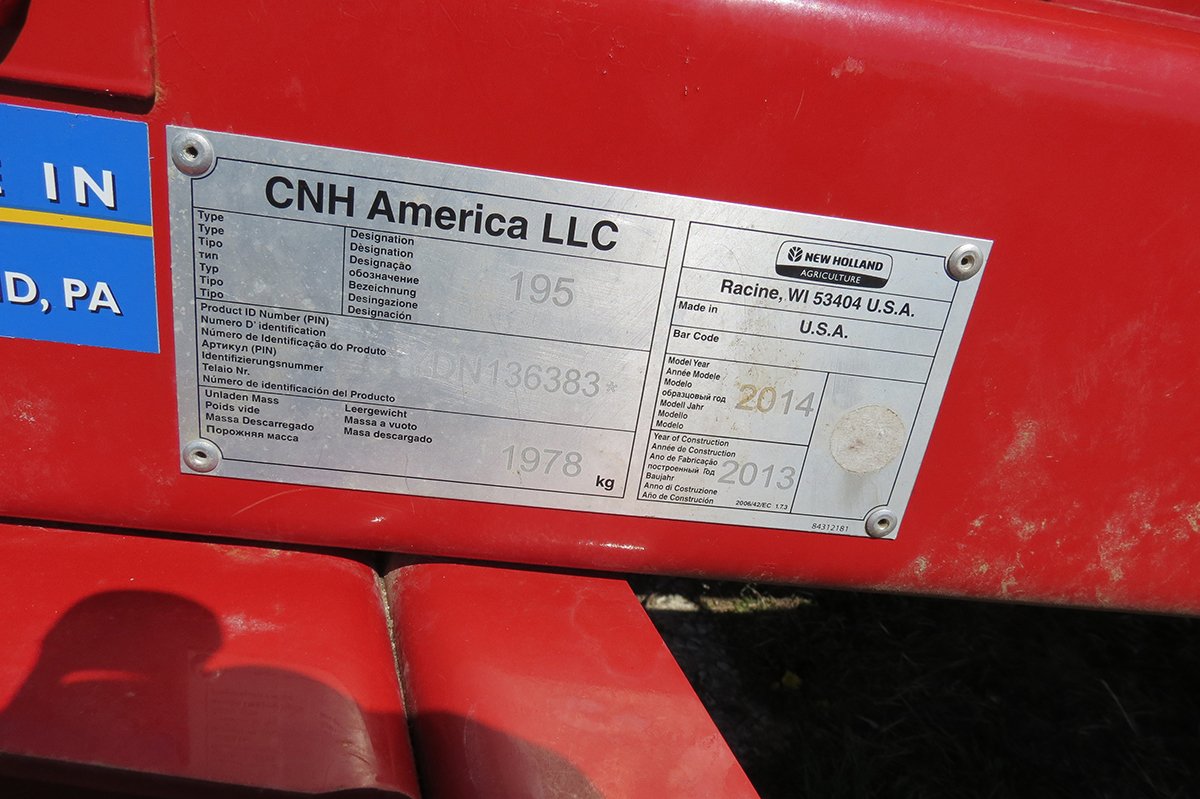 IN
D, PA
CNH America LLC
Type
Type
Tipo
тип
Typ
Tipo
Tipo
Designation
Dèsignation
Designação
обозначение
Bezeichnung
Desingazione
Designación
195
Product ID Number (PIN)
Numero D' identification
Número de Identificação do Produto
Артикул (PIN)
Identifizierungsnummer
Telaio Nr.
Número de identificación del Producto
DN136383*
Unladen Mass
Poids vide
Massa Descarregado
Порожняя масса
Leergewicht
Massa a vuoto
Masa descargado
1978
kg
NEW HOLLAND
AGRICULTURE
Racine, WI 53404 U.S.A.
Made in
U.S.A.
Bar Code
Model Year
Année Modele
Modelo
образцовый год
Modell Jahr
Modello
Modelo
2014
Year of Construction
Année de Construction
Ano de Fabricação
построенный Год
Baujahr
Anno di Costruzione
Año de Construción
2013
2006/42/EC 1.7.3
84312181